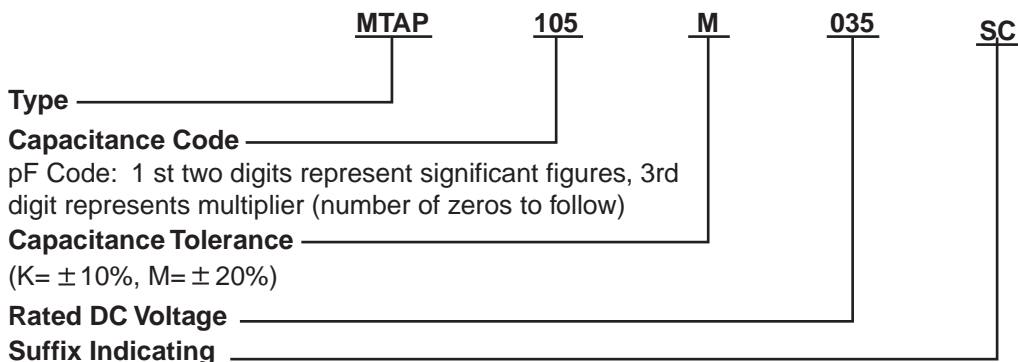 MTAP 105 M 035 SC
Type
Capacitance Code
pF Code: 1 st two digits represent significant figures, 3rd
digit represents multiplier (number of zeros to follow)
Capacitance Tolerance
(K= ±10%, M= ±20%)
Rated DC Voltage
Suffix Indicating